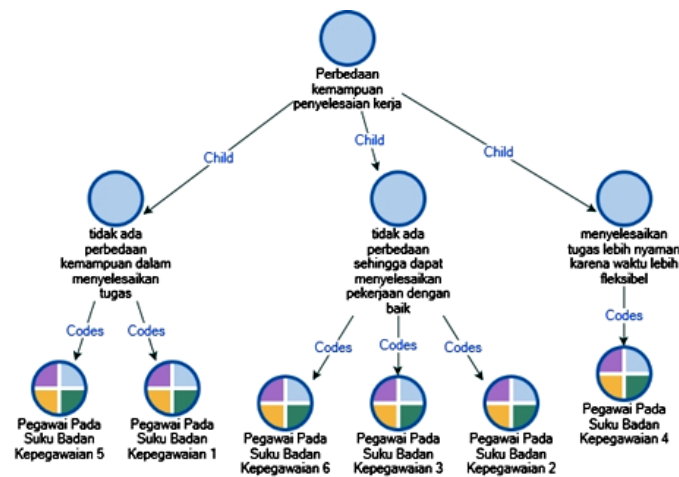 Perbedaan
kemampuan
penyelesaian kerja
Child
Child
Child
tidak ada
perbedaan
kemampuan dalam
menyelesaikan
tugas
tidak ada
perbedaan
sehingga dapat
menyelesaikan
pekerjaan dengan
baik
menyelesaikan
tugas lebih nyaman
karena waktu lebih
fleksibel
Codes
Codes
Codes
Codes
Codes
Codes
Pegawai Pada
Suku Badan
Kepegawaian 5
Pegawai Pada
Suku Badan
Kepegawaian 1
Pegawai Pada
Suku Badan
Kepegawaian 6
Pegawai Pada
Suku Badan
Kepegawaian 3
Pegawai Pada
Suku Badan
Kepegawaian 2
Pegawai Pada
Suku Badan
Kepegawaian 4